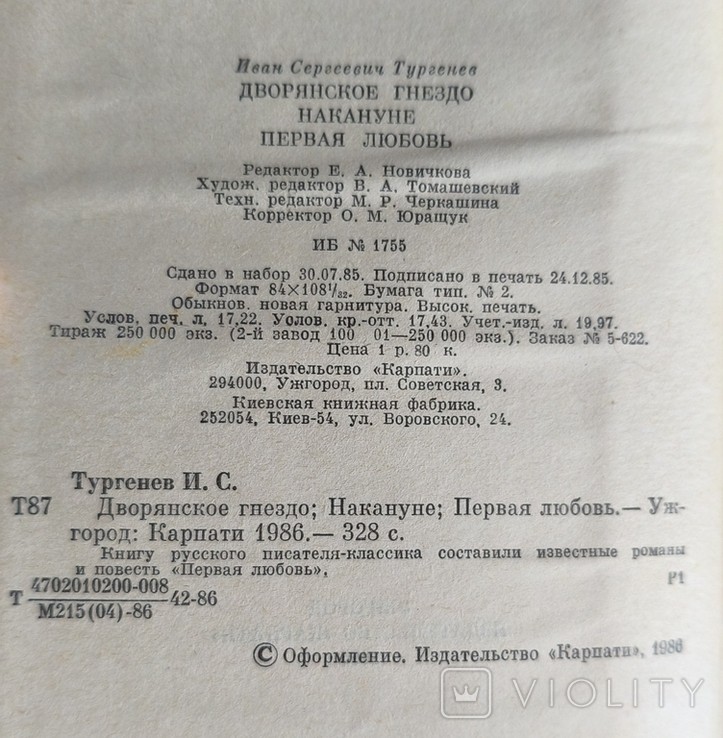 Иван Сергеевич Тургенев
ДВОРЯНСКОЕ ГНЕЗДО
НАКАНУНЕ
ПЕРВАЯ ЛЮБОВЬ
Редактор Е. А. Новичкова
Худож. редактор В. А. Томашевский
Техн. редактор М. Р. Черкашина
Корректор О. М. Юращук
ИБ № 1755
Сдано в набор 30.07.85. Подписано в печать 24.12.85.
Формат 84×108¹/₃₂. Бумага тип. № 2.
Обыкнов. новая гарнитура. Высок. печать.
Услов. печ. л. 17,22. Услов. кр.-отт. 17,43. Учет.-изд. л. 19,97.
Тираж 250 000 экз. (2-й завод 100 01—250 000 экз.). Заказ № 5-622.
Цена 1 р. 80 к.
Издательство «Карпати».
294000, Ужгород, пл. Советская, 3.
Киевская книжная фабрика.
252054, Киев-54, ул. Воровского, 24.
Тургенев И. С.
Т87 Дворянское гнездо; Накануне; Первая любовь.— Уж-
город: Карпати 1986.— 328 с.
Книгу русского писателя-классика составили известные романы
и повесть «Первая любовь».
Т 4702010200-008 42-86 Р1
М215(04)-86
© Оформление. Издательство «Карпати», 1986
VIOLITY